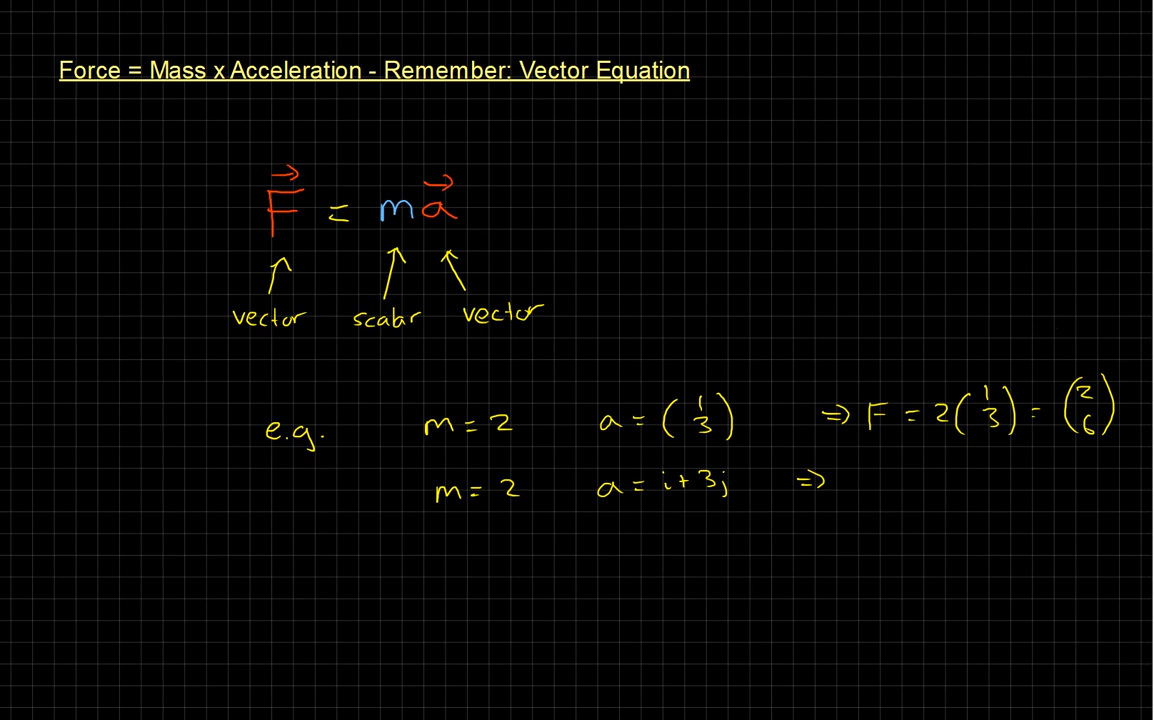 Force = Mass x Acceleration - Remember: Vector Equation
F⃗ = m a⃗
vector scalar vector
e.g. m = 2 a = (1 3) => F = 2(1 3) = (2 6)
m = 2 a = i + 3j =>